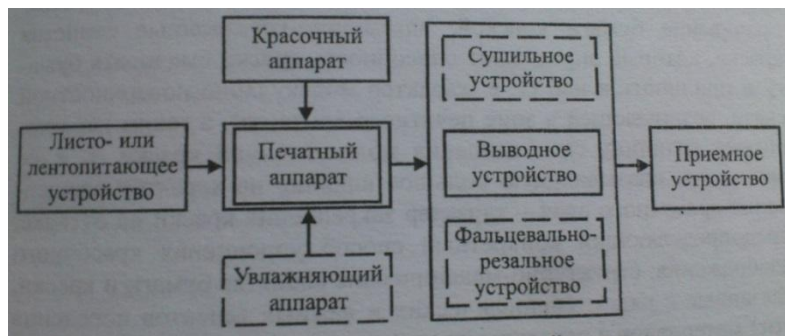 Красочный
аппарат
Сушильное
устройство
Листо- или
лентопитающее
устройство
Печатный
аппарат
Выводное
устройство
Приемное
устройство
Увлажняющий
аппарат
Фальцевально-
резальное
устройство